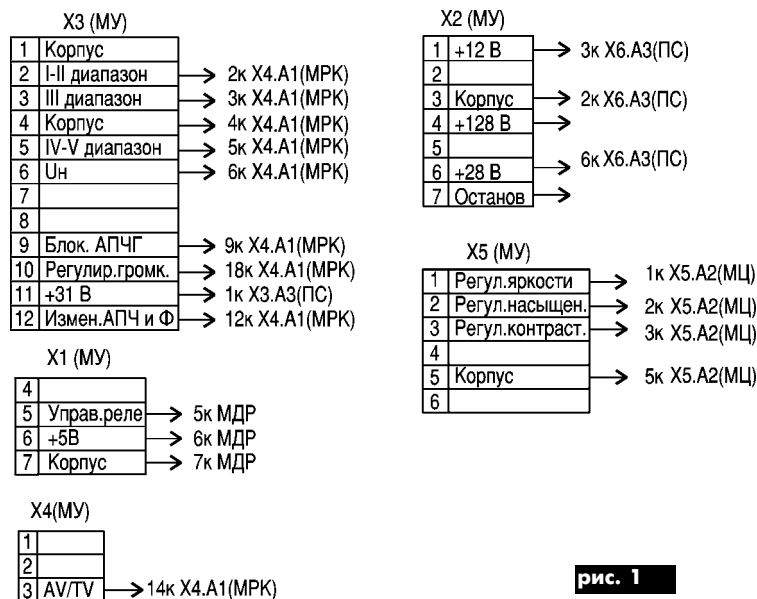 X3 (МУ)
1 Корпус
2 I-II диапазон 2к X4.A1(МРК)
3 III диапазон 3к X4.A1(МРК)
4 Корпус 4к X4.A1(МРК)
5 IV-V диапазон 5к X4.A1(МРК)
6 Uн 6к X4.A1(МРК)
7
8
9 Блок. АПЧГ 9к X4.A1(МРК)
10 Регулир.громк. 18к X4.A1(МРК)
11 +31 В 1к X3.A3(ПС)
12 Измен.АПЧ и Ф 12к X4.A1(МРК)
X1 (МУ)
4
5 Управ.реле 5к МДР
6 +5В 6к МДР
7 Корпус 7к МДР
X4(МУ)
1
2
3 AV/TV 14к X4.A1(МРК)
X2 (МУ)
1 +12 В 3к X6.A3(ПС)
2
3 Корпус 2к X6.A3(ПС)
4 +128 В
5
6 +28 В 6к X6.A3(ПС)
7 Останов
X5 (МУ)
1 Регул.яркости 1к X5.A2(МЦ)
2 Регул.насыщен. 2к X5.A2(МЦ)
3 Регул.контраст. 3к X5.A2(МЦ)
4
5 Корпус 5к X5.A2(МЦ)
6
рис. 1